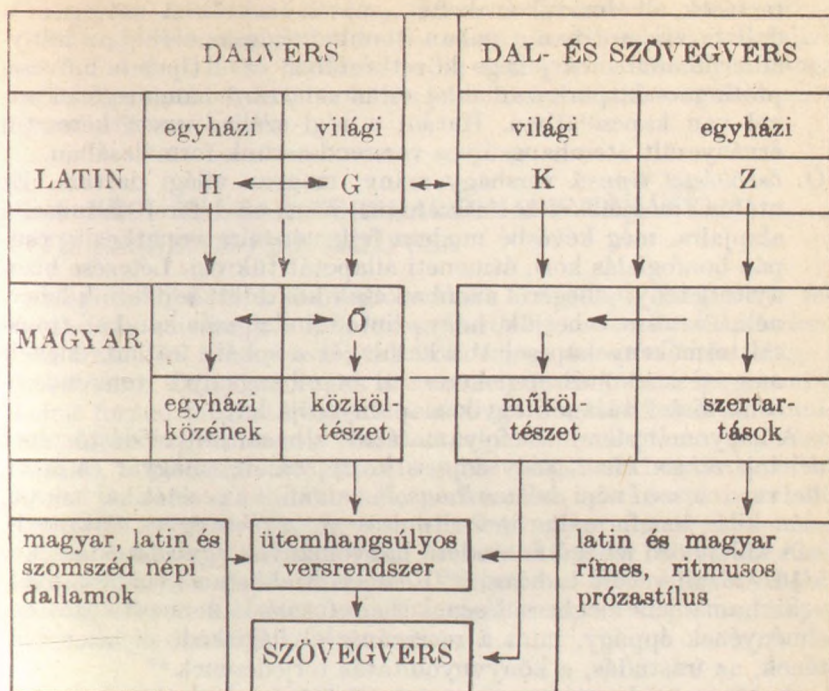 DALVERS DAL- ÉS SZÖVEGVERS
egyházi világi világi egyházi
LATIN H G K Z
MAGYAR Ő
egyházi közköl- műköl- szertar-
közének tészet tészet tások
magyar, latin és ütemhangsúlyos latin és magyar
szomszéd népi versrendszer rímes, ritmusos
dallamok prózastílus
SZÖVEGVERS